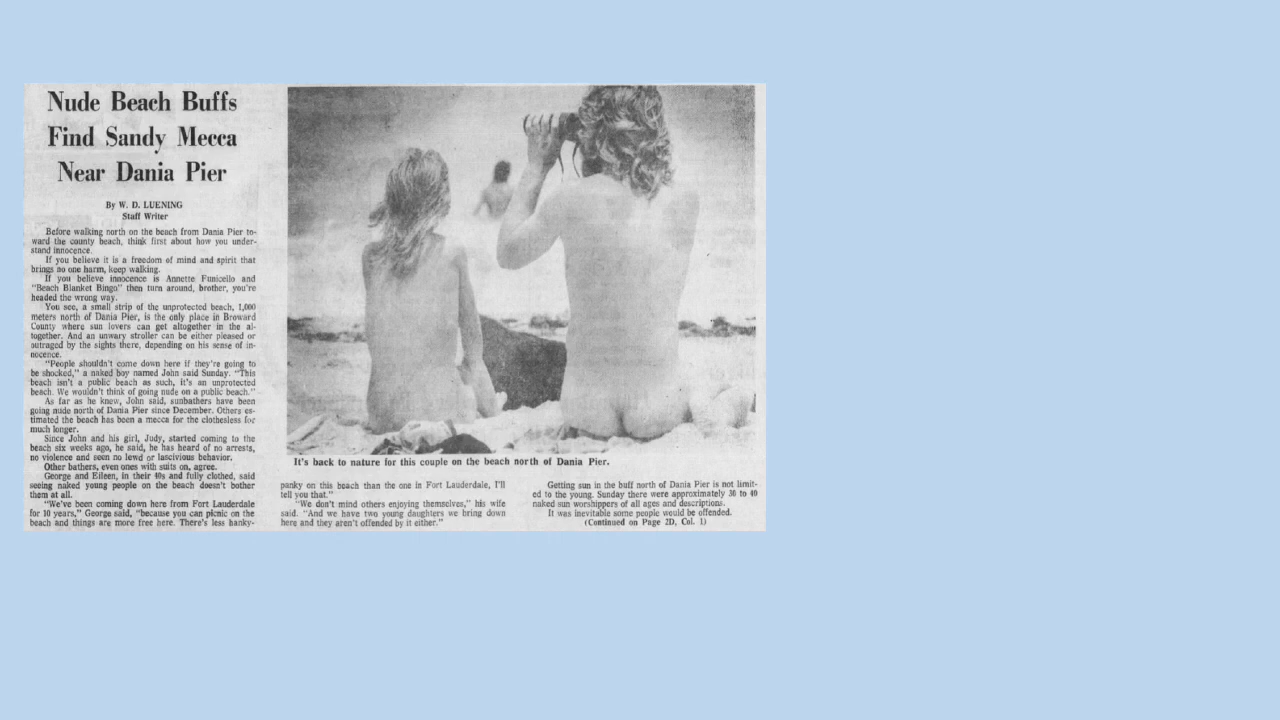 Nude Beach Buffs
Find Sandy Mecca
Near Dania Pier
By W. D. LUENING
Staff Writer
Before walking north on the beach from Dania Pier to-
ward the county beach, think first about how you under-
stand innocence.
If you believe it is a freedom of mind and spirit that
brings no one harm, keep walking.
If you believe innocence is Annette Funicello and
"Beach Blanket Bingo" then turn around, brother, you're
headed the wrong way.
You see, a small strip of the unprotected beach, 1,000
meters north of Dania Pier, is the only place in Broward
County where sun lovers can get altogether in the al-
together. And an unwary stroller can be either pleased or
outraged by the sights there, depending on his sense of in-
nocence.
"People shouldn't come down here if they're going to
be shocked," a naked boy named John said Sunday. "This
beach isn't a public beach as such, it's an unprotected
beach. We wouldn't think of going nude on a public beach."
As far as he knew, John said, sunbathers have been
going nude north of Dania Pier since December. Others es-
timated the beach has been a mecca for the clothesless for
much longer.
Since John and his girl, Judy, started coming to the
beach six weeks ago, he said, he has heard of no arrests,
no violence and seen no lewd or lascivious behavior.
Other bathers, even ones with suits on, agree.
George and Eileen, in their 40s and fully clothed, said
seeing naked young people on the beach doesn't bother
them at all.
"We've been coming down here from Fort Lauderdale
for 10 years," George said, "because you can picnic on the
beach and things are more free here. There's less hanky-
It's back to nature for this couple on the beach north of Dania Pier.
panky on this beach than the one in Fort Lauderdale, I'll
tell you that."
"We don't mind others enjoying themselves," his wife
said. "And we have two young daughters we bring down
here and they aren't offended by it either."
Getting sun in the buff north of Dania Pier is not limit-
ed to the young. Sunday there were approximately 30 to 40
naked sun worshippers of all ages and descriptions.
It was inevitable some people would be offended.
(Continued on Page 2D, Col. 1)